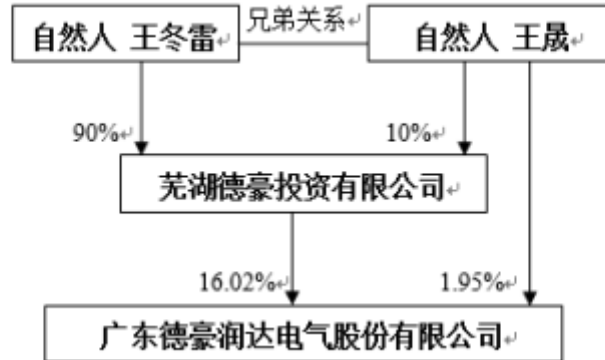 自然人 王冬雷
兄弟关系
自然人 王晟
90%
10%
芜湖德豪投资有限公司
16.02%
1.95%
广东德豪润达电气股份有限公司